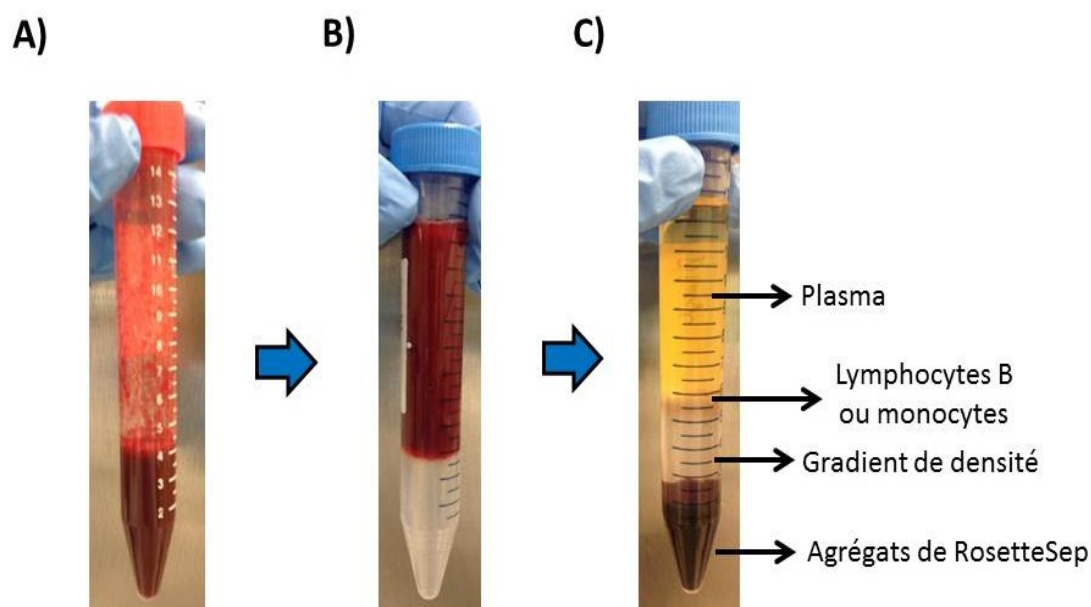 A)
B)
C)
14
13
12
11
10
9
8
7
6
5
4
3
2
Plasma
Lymphocytes B
ou monocytes
Gradient de densité
Agrégats de RosetteSep